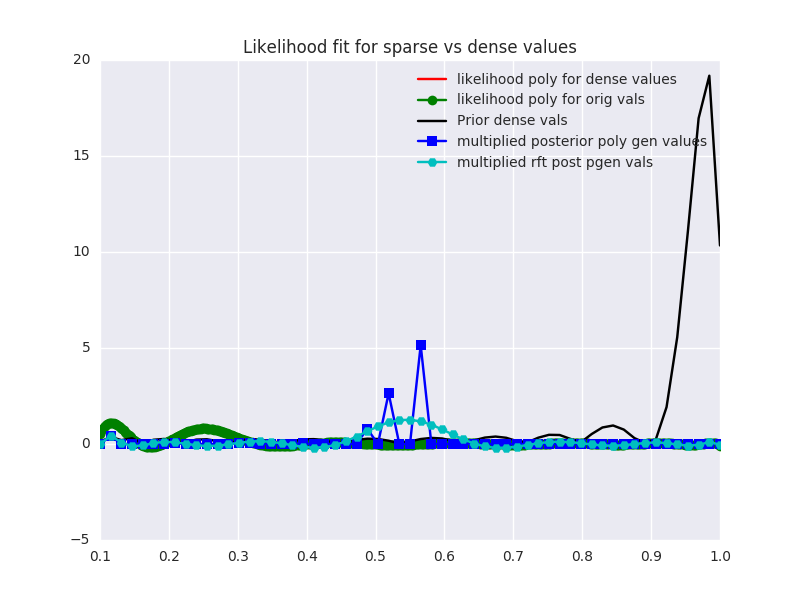 Likelihood fit for sparse vs dense values
20
15
10
5
0
−5
likelihood poly for dense values
likelihood poly for orig vals
Prior dense vals
multiplied posterior poly gen values
multiplied rft post pgen vals
0.1 0.2 0.3 0.4 0.5 0.6 0.7 0.8 0.9 1.0